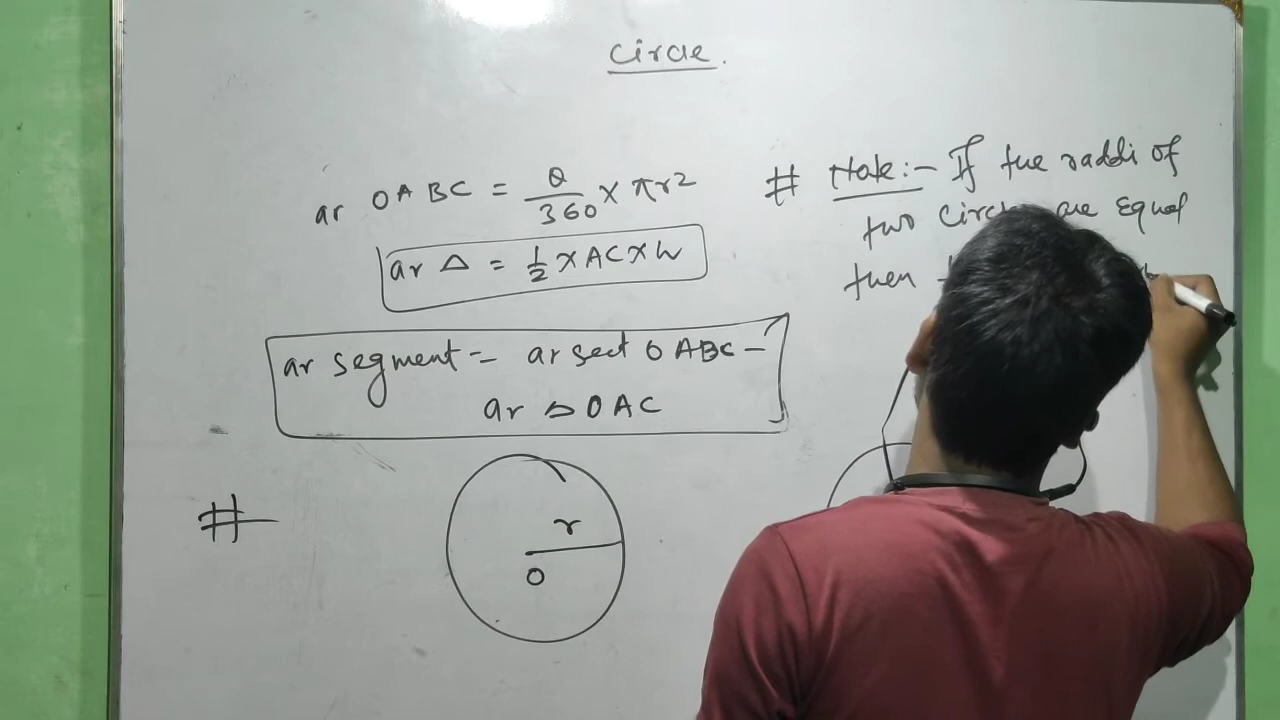 Circle.
ar OABC = θ/360 × πr²
ar Δ = 1/2 × AC × h
ar segment = ar sect OABC -
ar Δ OAC
#
r
O
# Note:- If the raddi of
two are Equal
then